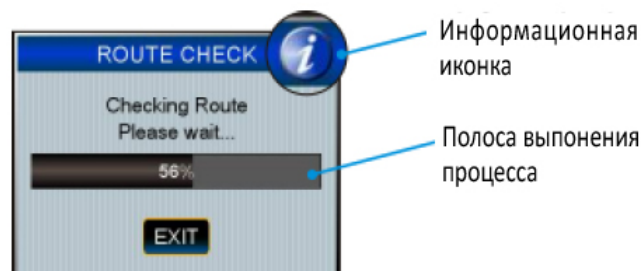 ROUTE CHECK
i
Информационная
иконка
Checking Route
Please wait...
Полоса выпонения
процесса
56%
EXIT